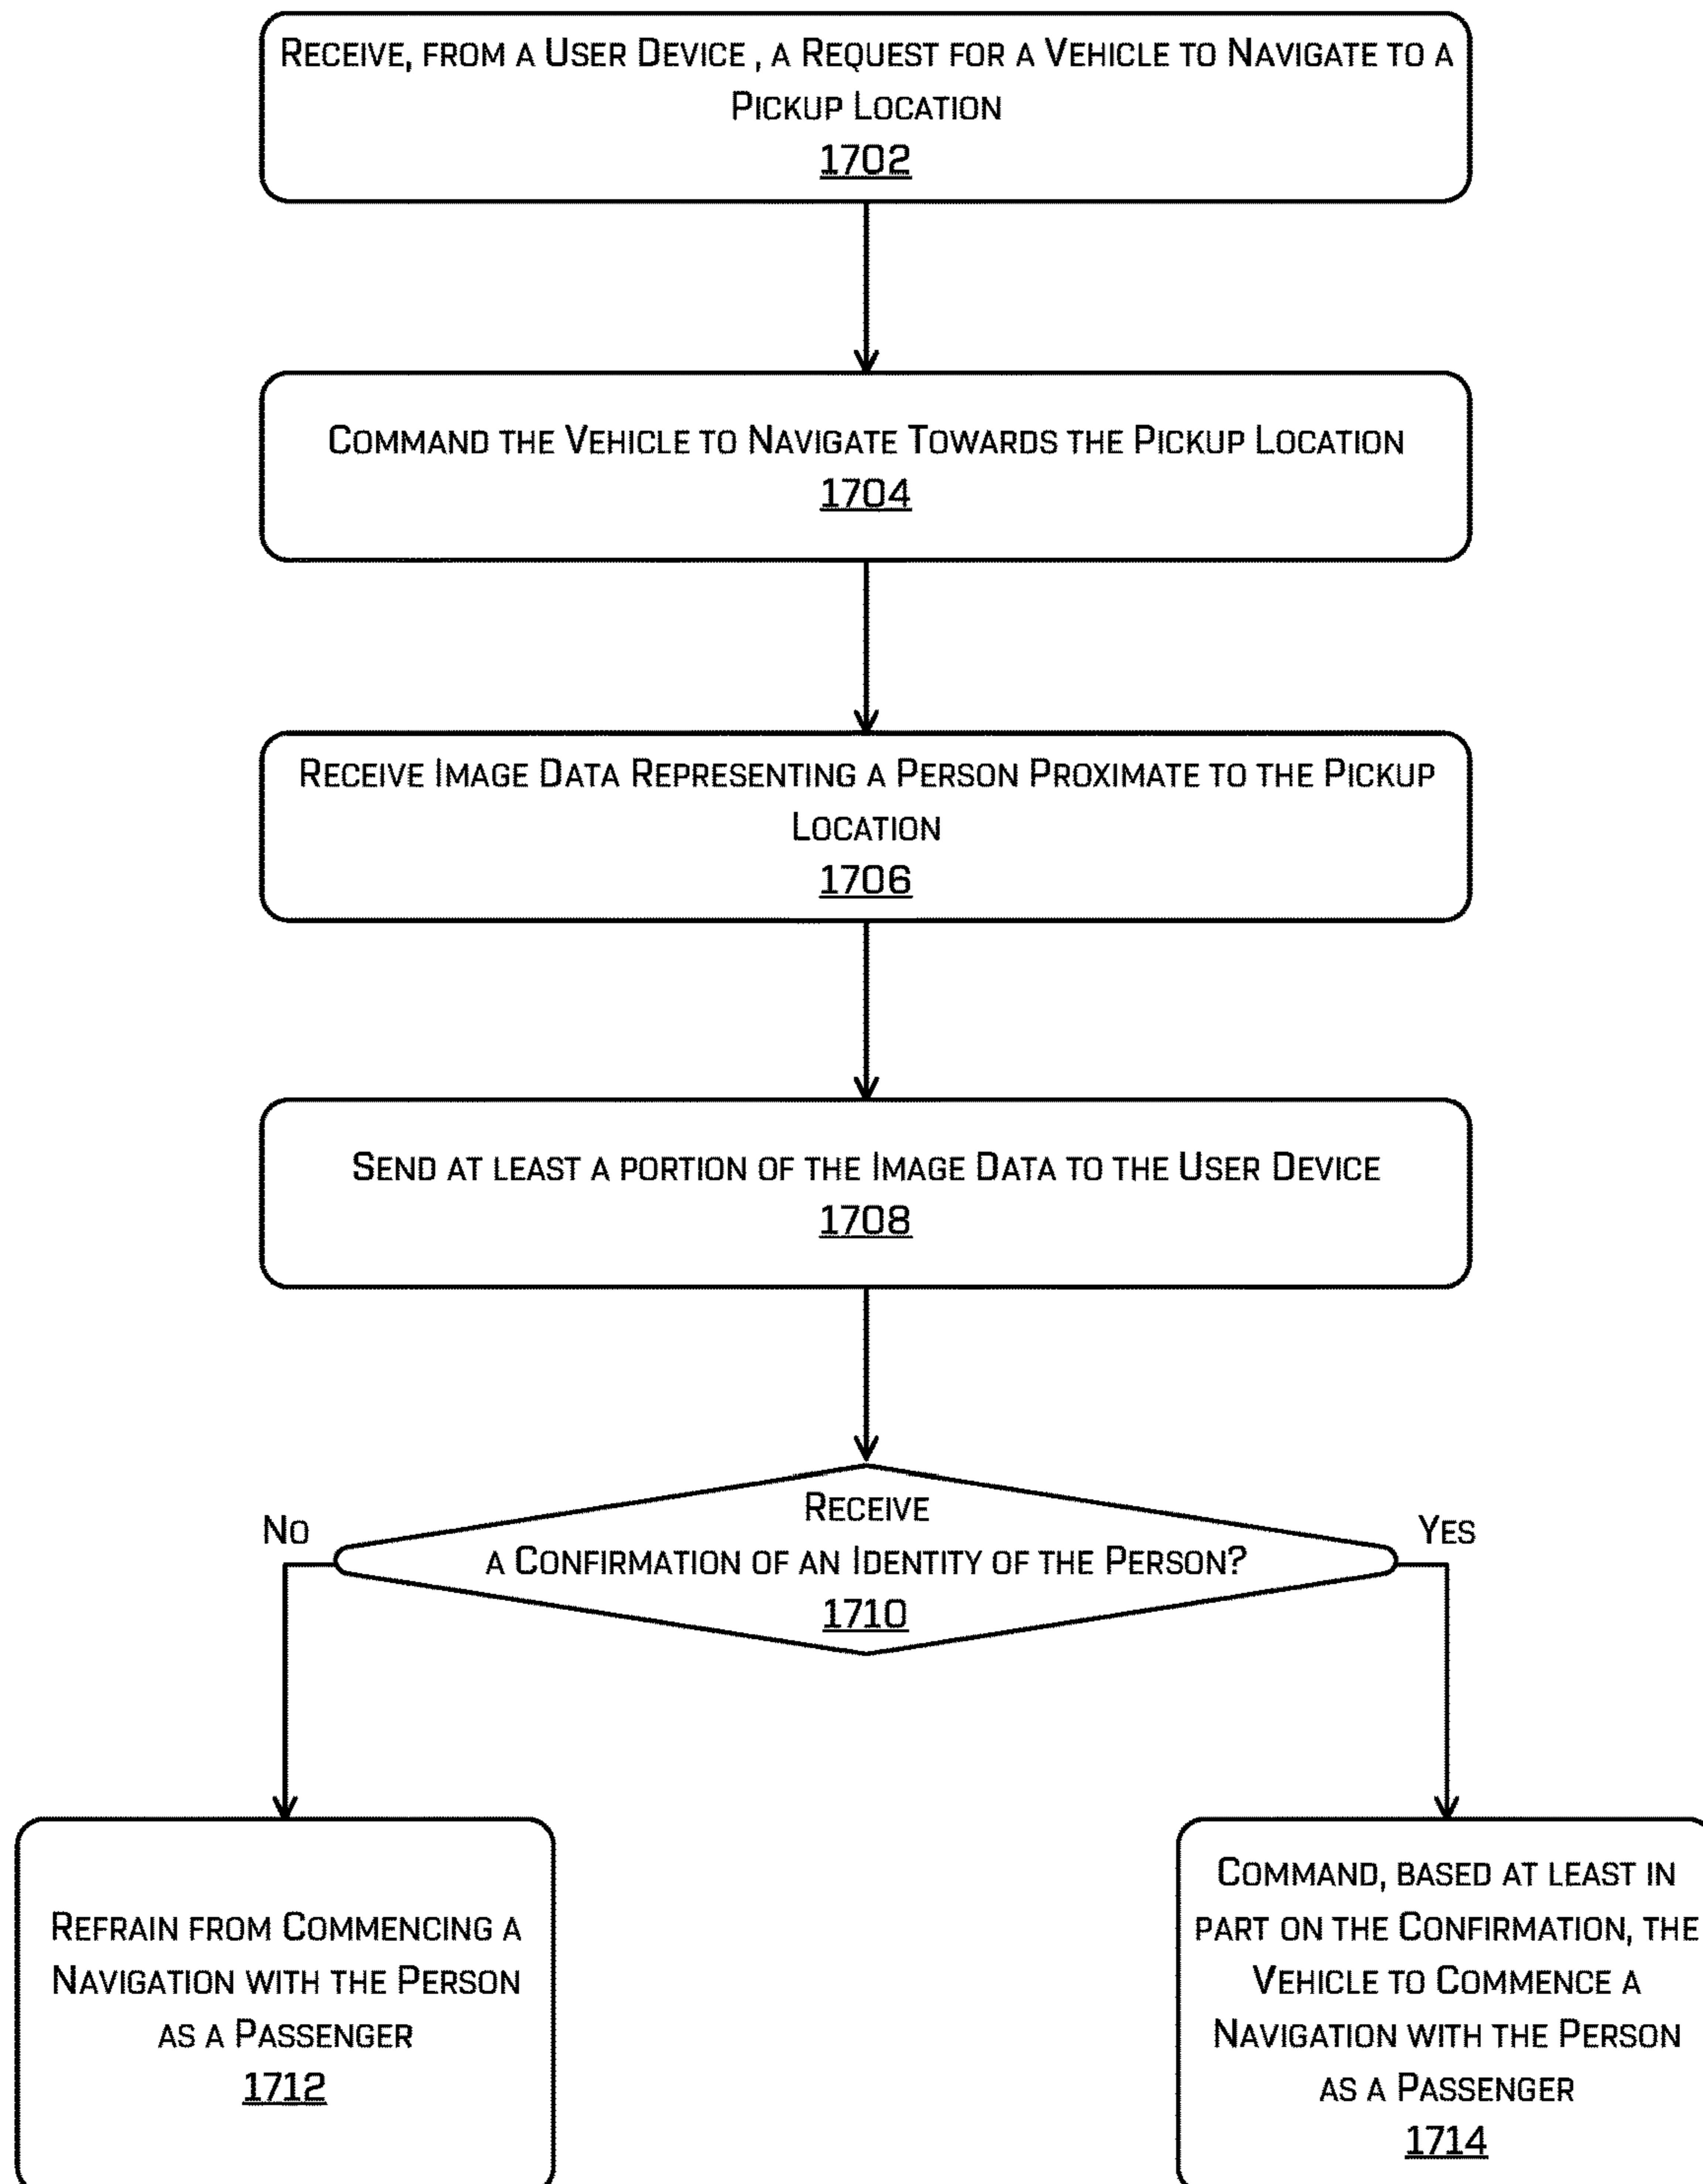 Receive, from a User Device , a Request for a Vehicle to Navigate to a
Pickup Location
1702
Command the Vehicle to Navigate Towards the Pickup Location
1704
Receive Image Data Representing a Person Proximate to the Pickup
Location
1706
Send at least a portion of the Image Data to the User Device
1708
Receive
a Confirmation of an Identity of the Person?
1710
No
Yes
Refrain from Commencing a
Navigation with the Person
as a Passenger
1712
Command, based at least in
part on the Confirmation, the
Vehicle to Commence a
Navigation with the Person
as a Passenger
1714